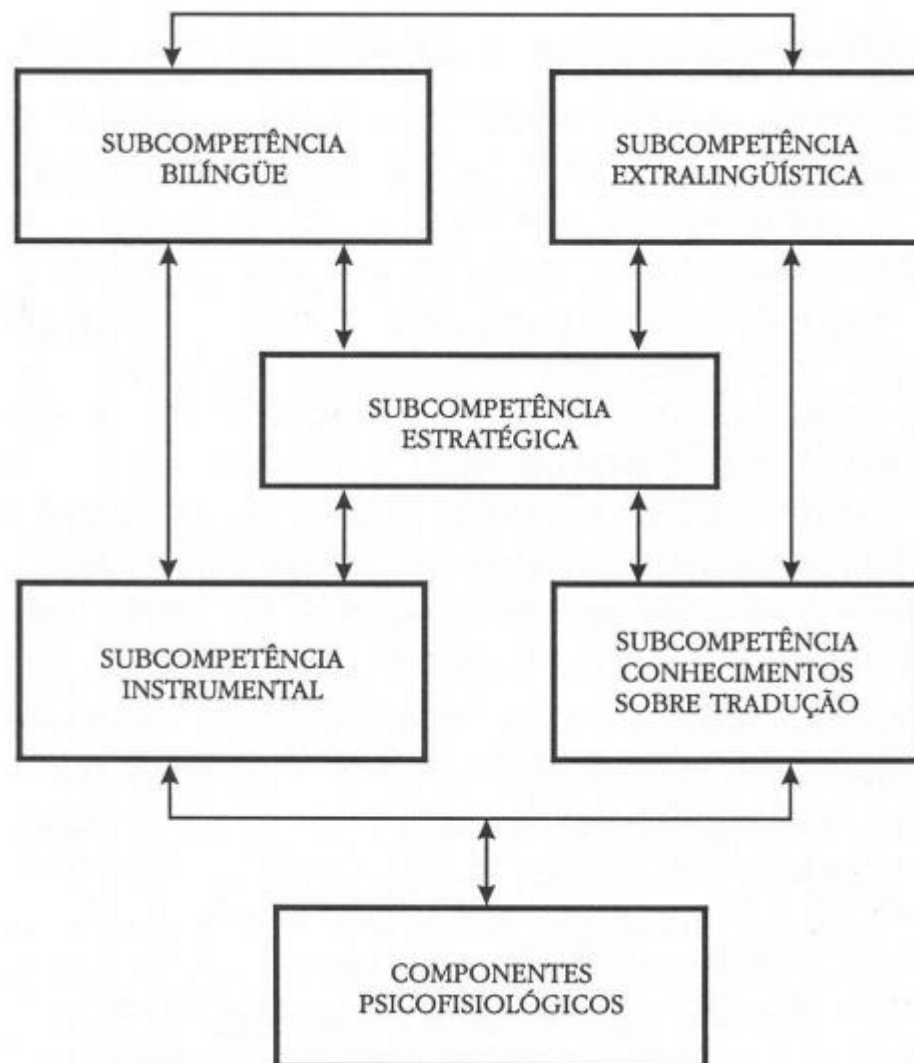 SUBCOMPETÊNCIA
BILÍNGÜE
SUBCOMPETÊNCIA
EXTRALINGÜÍSTICA
SUBCOMPETÊNCIA
ESTRATÉGICA
SUBCOMPETÊNCIA
INSTRUMENTAL
SUBCOMPETÊNCIA
CONHECIMENTOS
SOBRE TRADUÇÃO
COMPONENTES
PSICOFISIOLÓGICOS